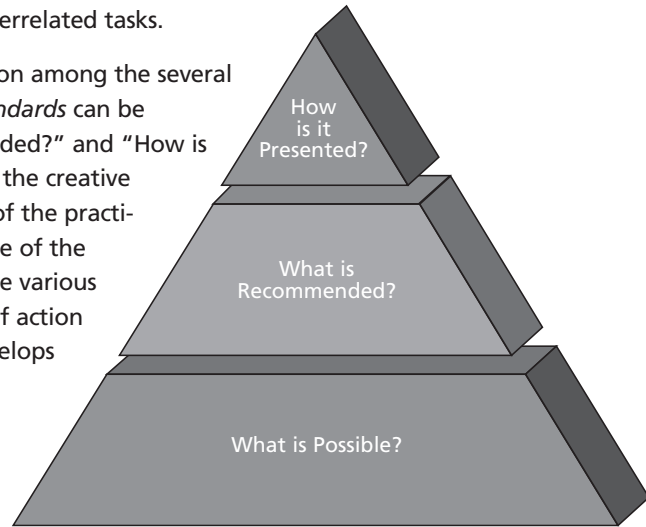 errelated tasks.
on among the several
ndards can be
ded?” and “How is
the creative
of the practi-
e of the
e various
f action
elops
How
is it
Presented?
What is
Recommended?
What is Possible?